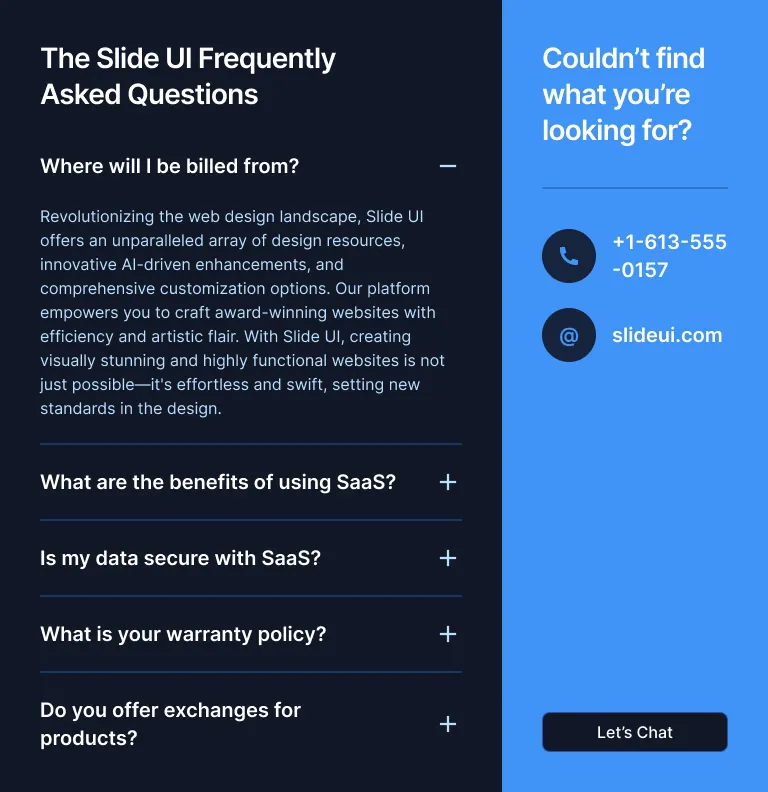 The Slide UI Frequently
Asked Questions
Where will I be billed from?
Revolutionizing the web design landscape, Slide UI
offers an unparalleled array of design resources,
innovative AI-driven enhancements, and
comprehensive customization options. Our platform
empowers you to craft award-winning websites with
efficiency and artistic flair. With Slide UI, creating
visually stunning and highly functional websites is not
just possible—it's effortless and swift, setting new
standards in the design.
What are the benefits of using SaaS?
Is my data secure with SaaS?
What is your warranty policy?
Do you offer exchanges for
products?
Couldn’t find
what you’re
looking for?
+1-613-555
-0157
@ slideui.com
Let’s Chat